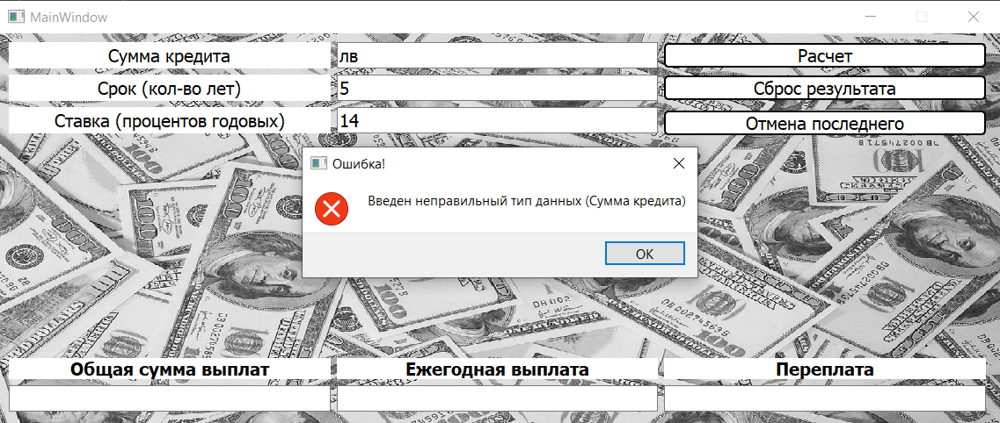 MainWindow
Сумма кредита
лв
Расчет
Срок (кол-во лет)
5
Сброс результата
Ставка (процентов годовых)
14
Отмена последнего
Ошибка!
Введен неправильный тип данных (Сумма кредита)
OK
Общая сумма выплат
Ежегодная выплата
Переплата